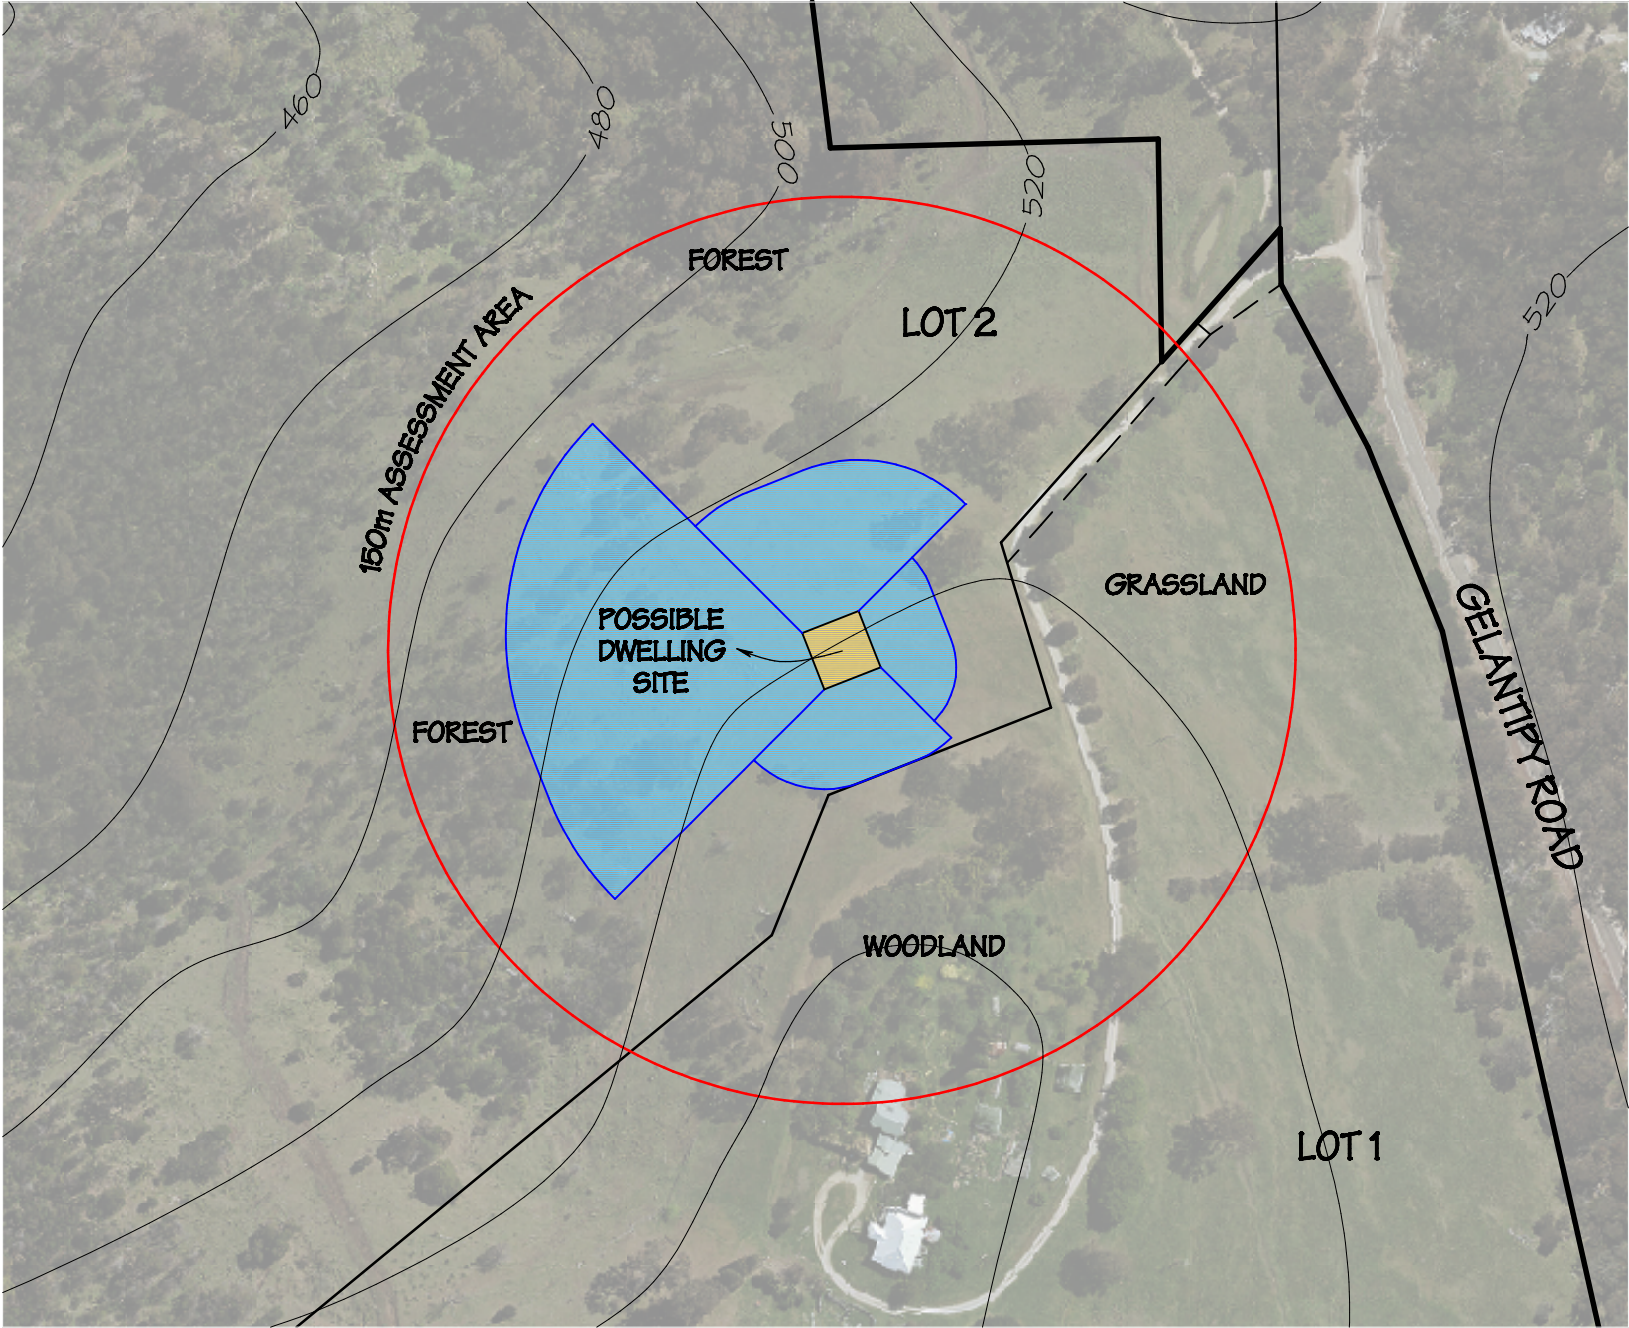 460
480
500
520
FOREST
LOT 2
520
150m ASSESSMENT AREA
GRASSLAND
POSSIBLE
DWELLING
SITE
FOREST
GELANTIPY ROAD
WOODLAND
LOT 1